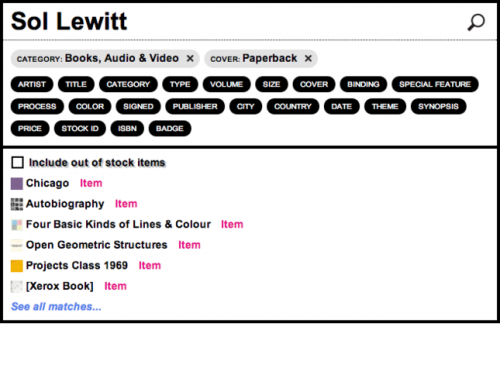 Sol Lewitt
CATEGORY: Books, Audio & Video × COVER: Paperback ×
ARTIST TITLE CATEGORY TYPE VOLUME SIZE COVER BINDING SPECIAL FEATURE
PROCESS COLOR SIGNED PUBLISHER CITY COUNTRY DATE THEME SYNOPSIS
PRICE STOCK ID ISBN BADGE
Include out of stock items
Chicago Item
Autobiography Item
Four Basic Kinds of Lines & Colour Item
Open Geometric Structures Item
Projects Class 1969 Item
[Xerox Book] Item
See all matches...